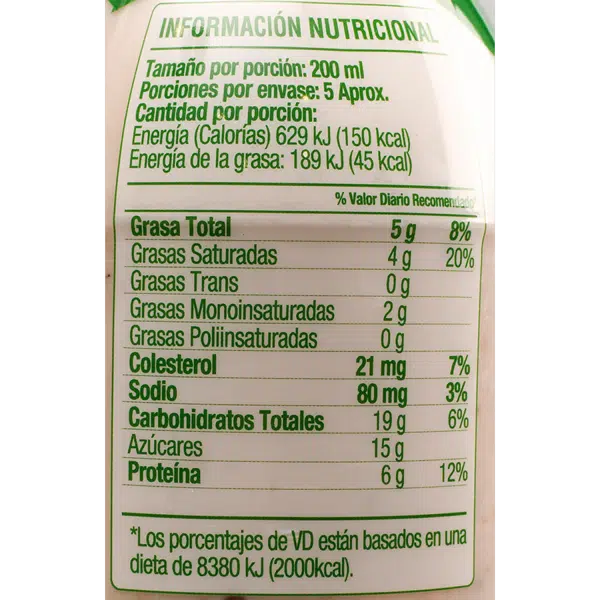 INFORMACIÓN NUTRICIONAL
Tamaño por porción: 200 ml
Porciones por envase: 5 Aprox.
Cantidad por porción:
Energía (Calorías) 629 kJ (150 kcal)
Energía de la grasa: 189 kJ (45 kcal)
% Valor Diario Recomendado*
Grasa Total 5 g 8%
Grasas Saturadas 4 g 20%
Grasas Trans 0 g
Grasas Monoinsaturadas 2 g
Grasas Poliinsaturadas 0 g
Colesterol 21 mg 7%
Sodio 80 mg 3%
Carbohidratos Totales 19 g 6%
Azúcares 15 g
Proteína 6 g 12%
*Los porcentajes de VD están basados en una
dieta de 8380 kJ (2000kcal).